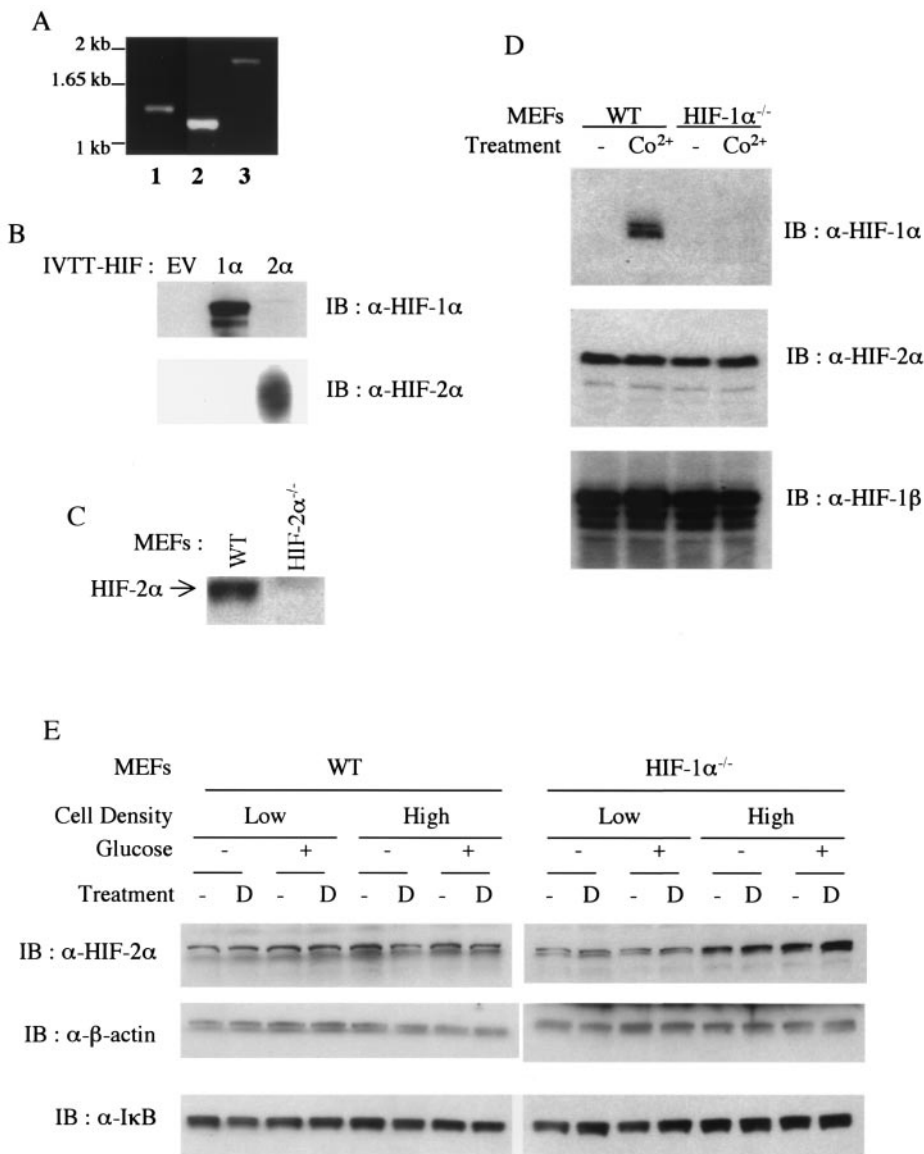 A
2 kb
1.65 kb
1 kb
1 2 3
B
IVTT-HIF : EV 1α 2α
IB : α-HIF-1α
IB : α-HIF-2α
C
MEFs : WT HIF-2α-/-
HIF-2α →
D
MEFs WT HIF-1α-/-
Treatment - Co2+ - Co2+
IB : α-HIF-1α
IB : α-HIF-2α
IB : α-HIF-1β
E
MEFs WT HIF-1α-/-
Cell Density Low High Low High
Glucose - + - + - + - +
Treatment - D - D - D - D - D - D - D - D
IB : α-HIF-2α
IB : α-β-actin
IB : α-IκB